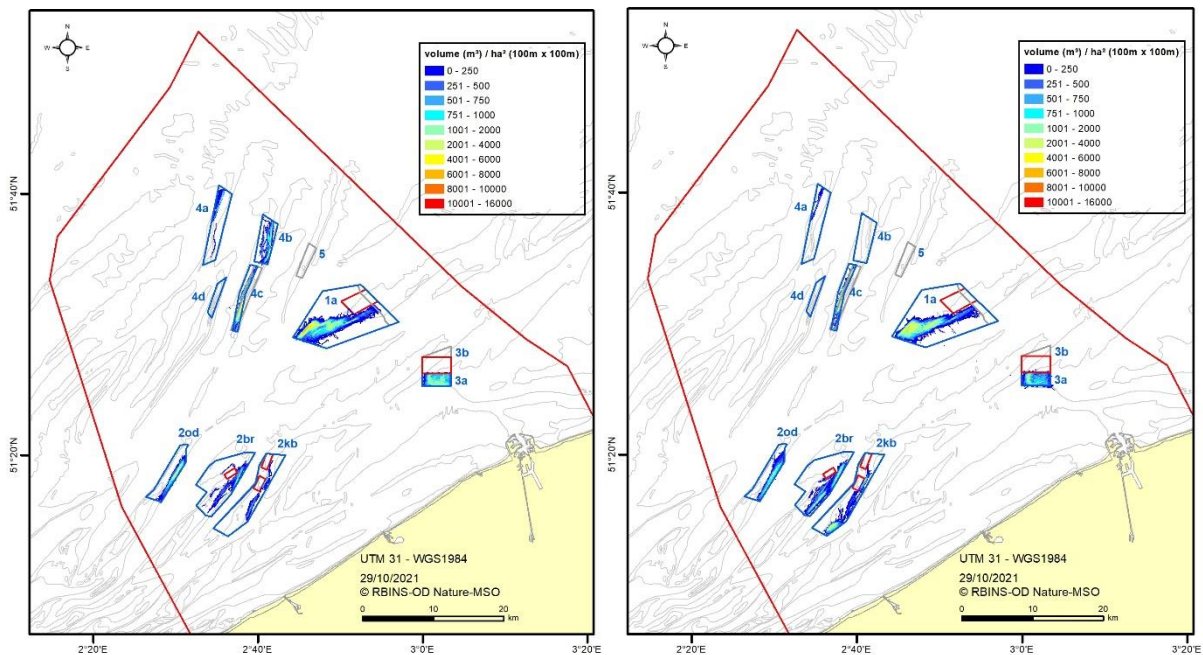 N
W E
S
volume (m³) / ha² (100m x 100m)
0 - 250
251 - 500
501 - 750
751 - 1000
1001 - 2000
2001 - 4000
4001 - 6000
6001 - 8000
8001 - 10000
10001 - 16000
51°40'N
4a
4b
5
4d
4c
1a
3b
3a
51°20'N
2od
2br
2kb
UTM 31 - WGS1984
29/10/2021
© RBINS-OD Nature-MSO
0 10 20
km
2°20'E 2°40'E 3°0'E 3°20'E
N
W E
S
volume (m³) / ha² (100m x 100m)
0 - 250
251 - 500
501 - 750
751 - 1000
1001 - 2000
2001 - 4000
4001 - 6000
6001 - 8000
8001 - 10000
10001 - 16000
51°40'N
4a
4b
5
4d
4c
1a
3b
3a
51°20'N
2od
2br
2kb
UTM 31 - WGS1984
29/10/2021
© RBINS-OD Nature-MSO
0 10 20
km
2°20'E 2°40'E 3°0'E 3°20'E